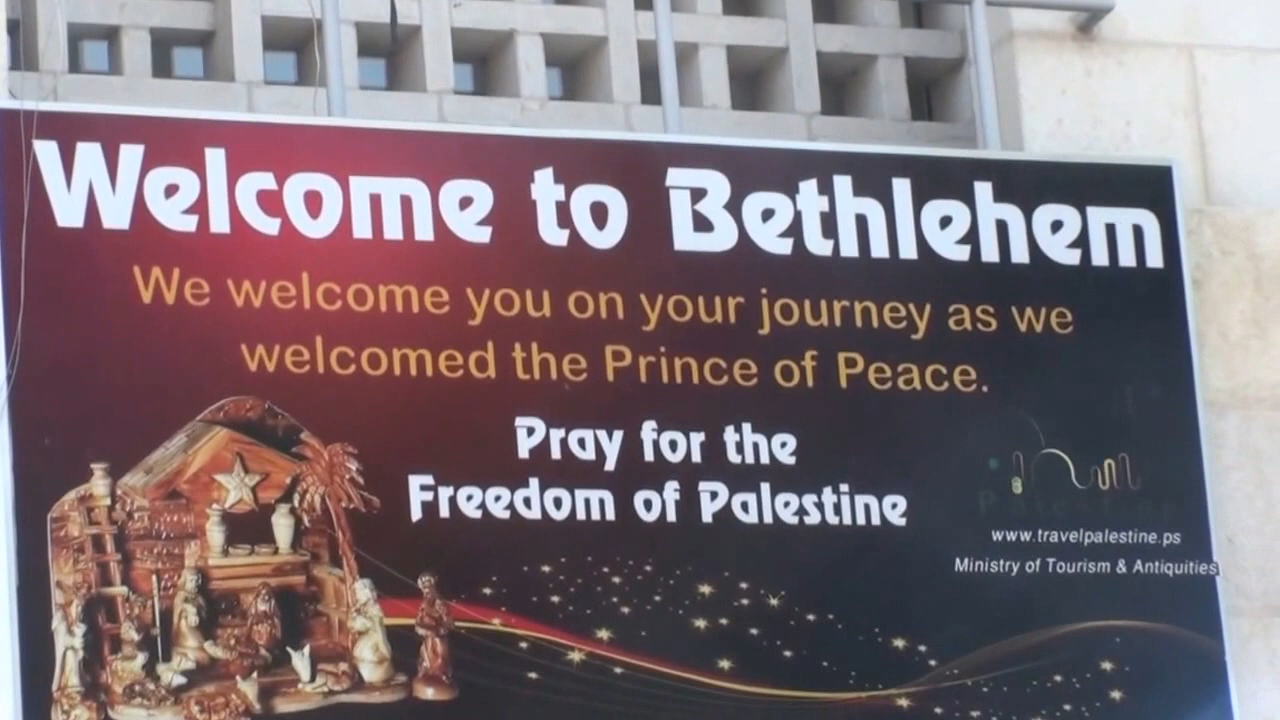 Welcome to Bethlehem
We welcome you on your journey as we
welcomed the Prince of Peace.
Pray for the
Freedom of Palestine
Palestine
www.travelpalestine.ps
Ministry of Tourism & Antiquities